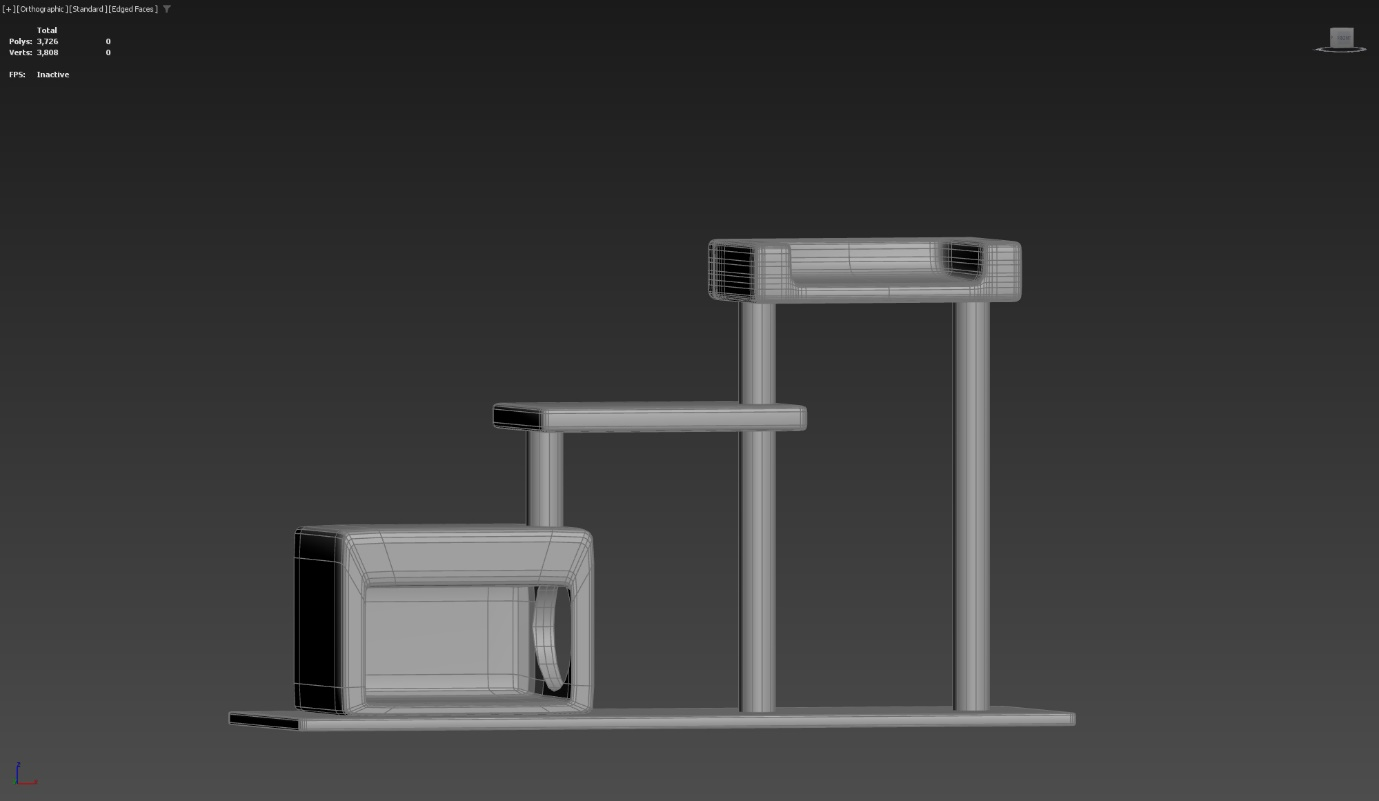 [+] [Orthographic ] [Standard ] [Edged Faces ]
Total
Polys: 3,726 0
Verts: 3,808 0
FPS: Inactive
z
x